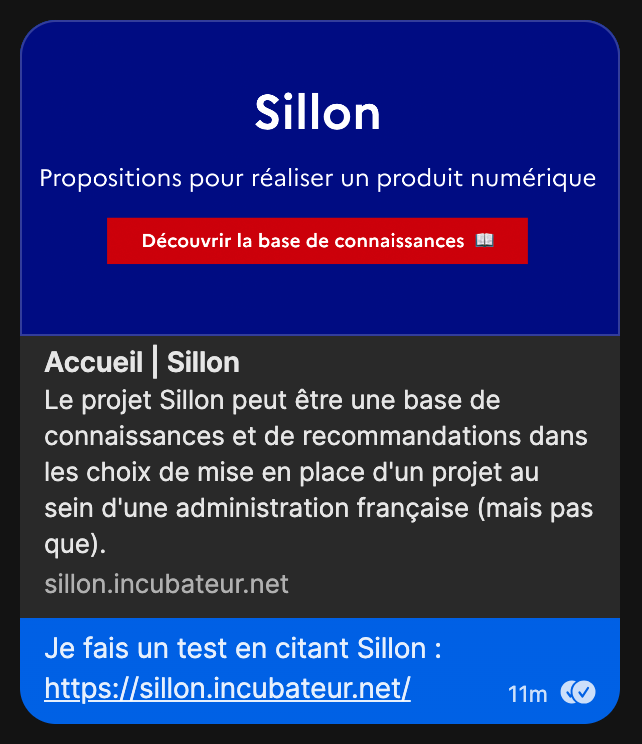 Sillon
Propositions pour réaliser un produit numérique
Découvrir la base de connaissances 📖
Accueil | Sillon
Le projet Sillon peut être une base de
connaissances et de recommandations dans
les choix de mise en place d'un projet au
sein d'une administration française (mais pas
que).
sillon.incubateur.net
Je fais un test en citant Sillon :
https://sillon.incubateur.net/
11m